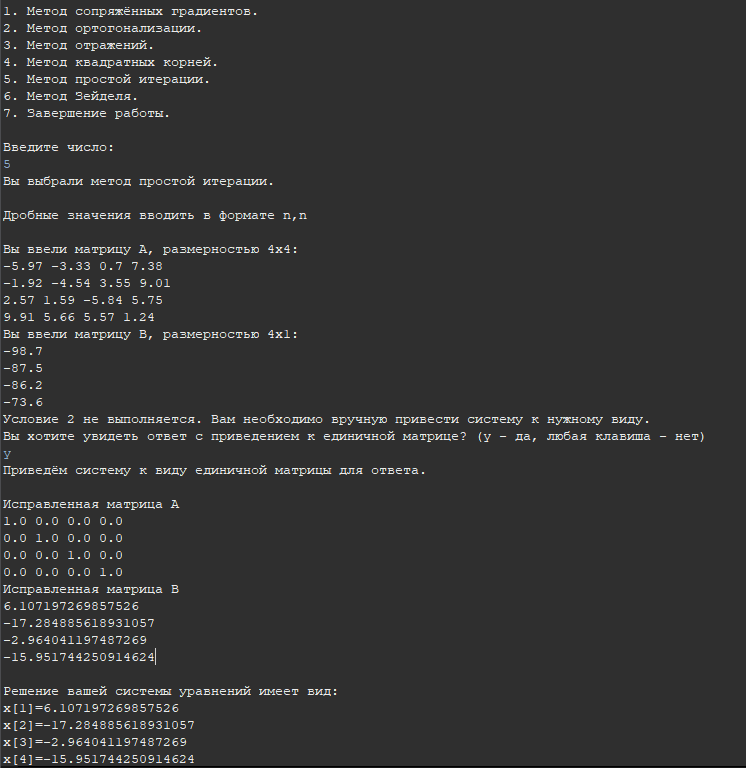 1. Метод сопряжённых градиентов.
2. Метод ортогонализации.
3. Метод отражений.
4. Метод квадратных корней.
5. Метод простой итерации.
6. Метод Зейделя.
7. Завершение работы.
Введите число:
5
Вы выбрали метод простой итерации.
Дробные значения вводить в формате n,n
Вы ввели матрицу A, размерностью 4x4:
-5.97 -3.33 0.7 7.38
-1.92 -4.54 3.55 9.01
2.57 1.59 -5.84 5.75
9.91 5.66 5.57 1.24
Вы ввели матрицу B, размерностью 4x1:
-98.7
-87.5
-86.2
-73.6
Условие 2 не выполняется. Вам необходимо вручную привести систему к нужному виду.
Вы хотите увидеть ответ с приведением к единичной матрице? (y - да, любая клавиша - нет)
y
Приведём систему к виду единичной матрицы для ответа.
Исправленная матрица A
1.0 0.0 0.0 0.0
0.0 1.0 0.0 0.0
0.0 0.0 1.0 0.0
0.0 0.0 0.0 1.0
Исправленная матрица B
6.107197269857526
-17.284885618931057
-2.964041197487269
-15.951744250914624
Решение вашей системы уравнений имеет вид:
x[1]=6.107197269857526
x[2]=-17.284885618931057
x[3]=-2.964041197487269
x[4]=-15.951744250914624